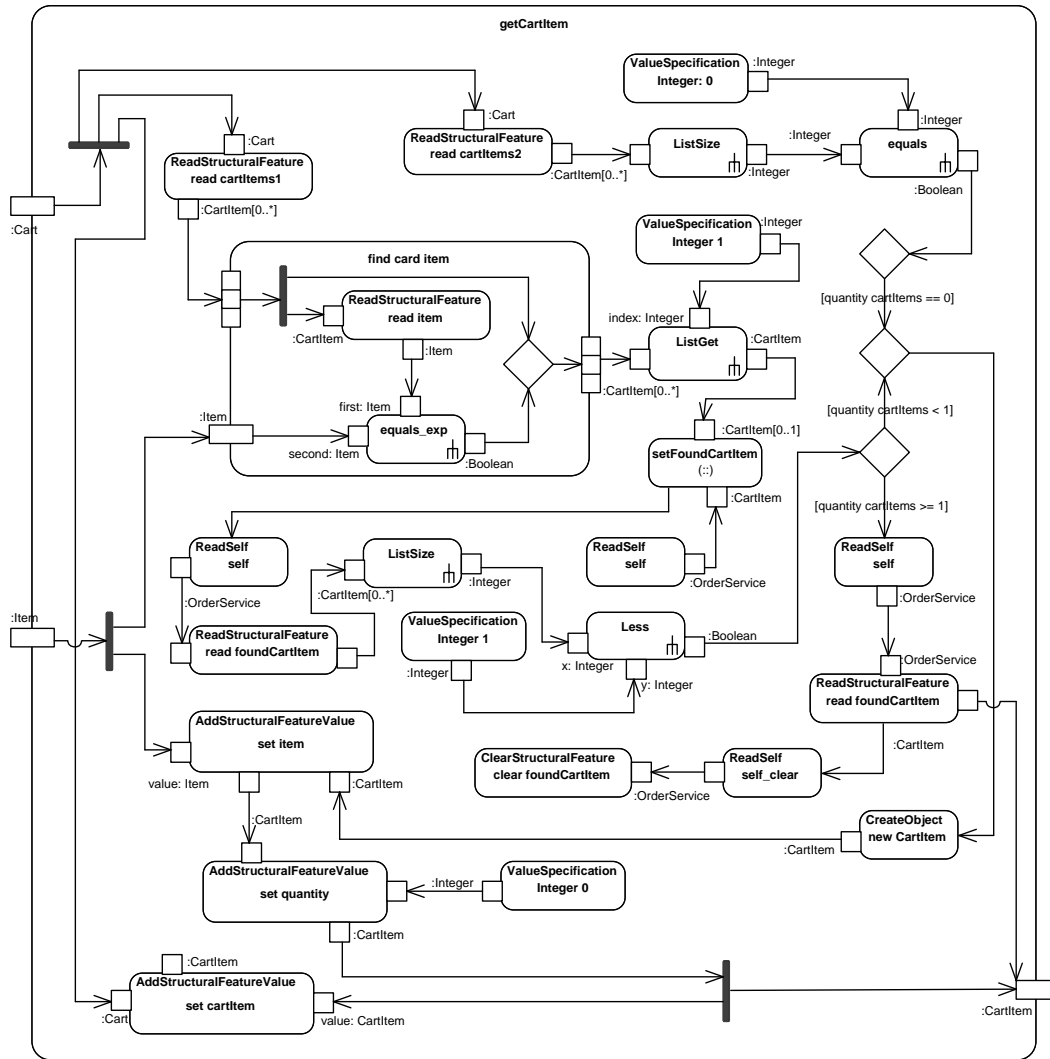 getCartItem
ValueSpecification
Integer: 0
:Integer
:Cart
:Cart
:Integer
ReadStructuralFeature
read cartItems1
ReadStructuralFeature
read cartItems2
ListSize
:Integer
equals
:CartItem[0..*]
:Integer
:Boolean
:CartItem[0..*]
:Cart
ValueSpecification
Integer 1
:Integer
find card item
[quantity cartItems == 0]
ReadStructuralFeature
read item
:CartItem
:Item
index: Integer
ListGet
:CartItem
:CartItem[0..*]
first: Item
:Item
equals_exp
second: Item
:Boolean
[quantity cartItems < 1]
:CartItem[0..1]
setFoundCartItem
(::)
:CartItem
[quantity cartItems >= 1]
ReadSelf
self
ListSize
:Integer
ReadSelf
self
ReadSelf
self
:OrderService
:CartItem[0..*]
:OrderService
:OrderService
:Item
ReadStructuralFeature
read foundCartItem
ValueSpecification
Integer 1
Less
:Boolean
:Integer
x: Integer
y: Integer
:OrderService
ReadStructuralFeature
read foundCartItem
AddStructuralFeatureValue
set item
:CartItem
value: Item
:CartItem
ClearStructuralFeature
clear foundCartItem
ReadSelf
self_clear
:OrderService
:CartItem
CreateObject
new CartItem
:CartItem
AddStructuralFeatureValue
set quantity
:Integer
ValueSpecification
Integer 0
:CartItem
:CartItem
AddStructuralFeatureValue
set cartItem
:Cart
value: CartItem
:CartItem